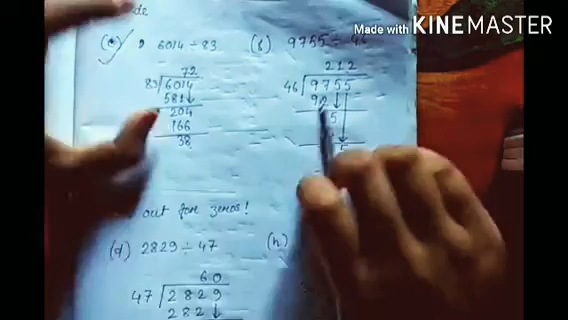 Made with KINEMASTER
(e) 6014 ÷ 83
72
83 6014
581
204
166
38
(f) 9755 ÷ 46
212
46 9755
92
5
out for zeros!
(d) 2829 ÷ 47
60
47 2829
282
(h)